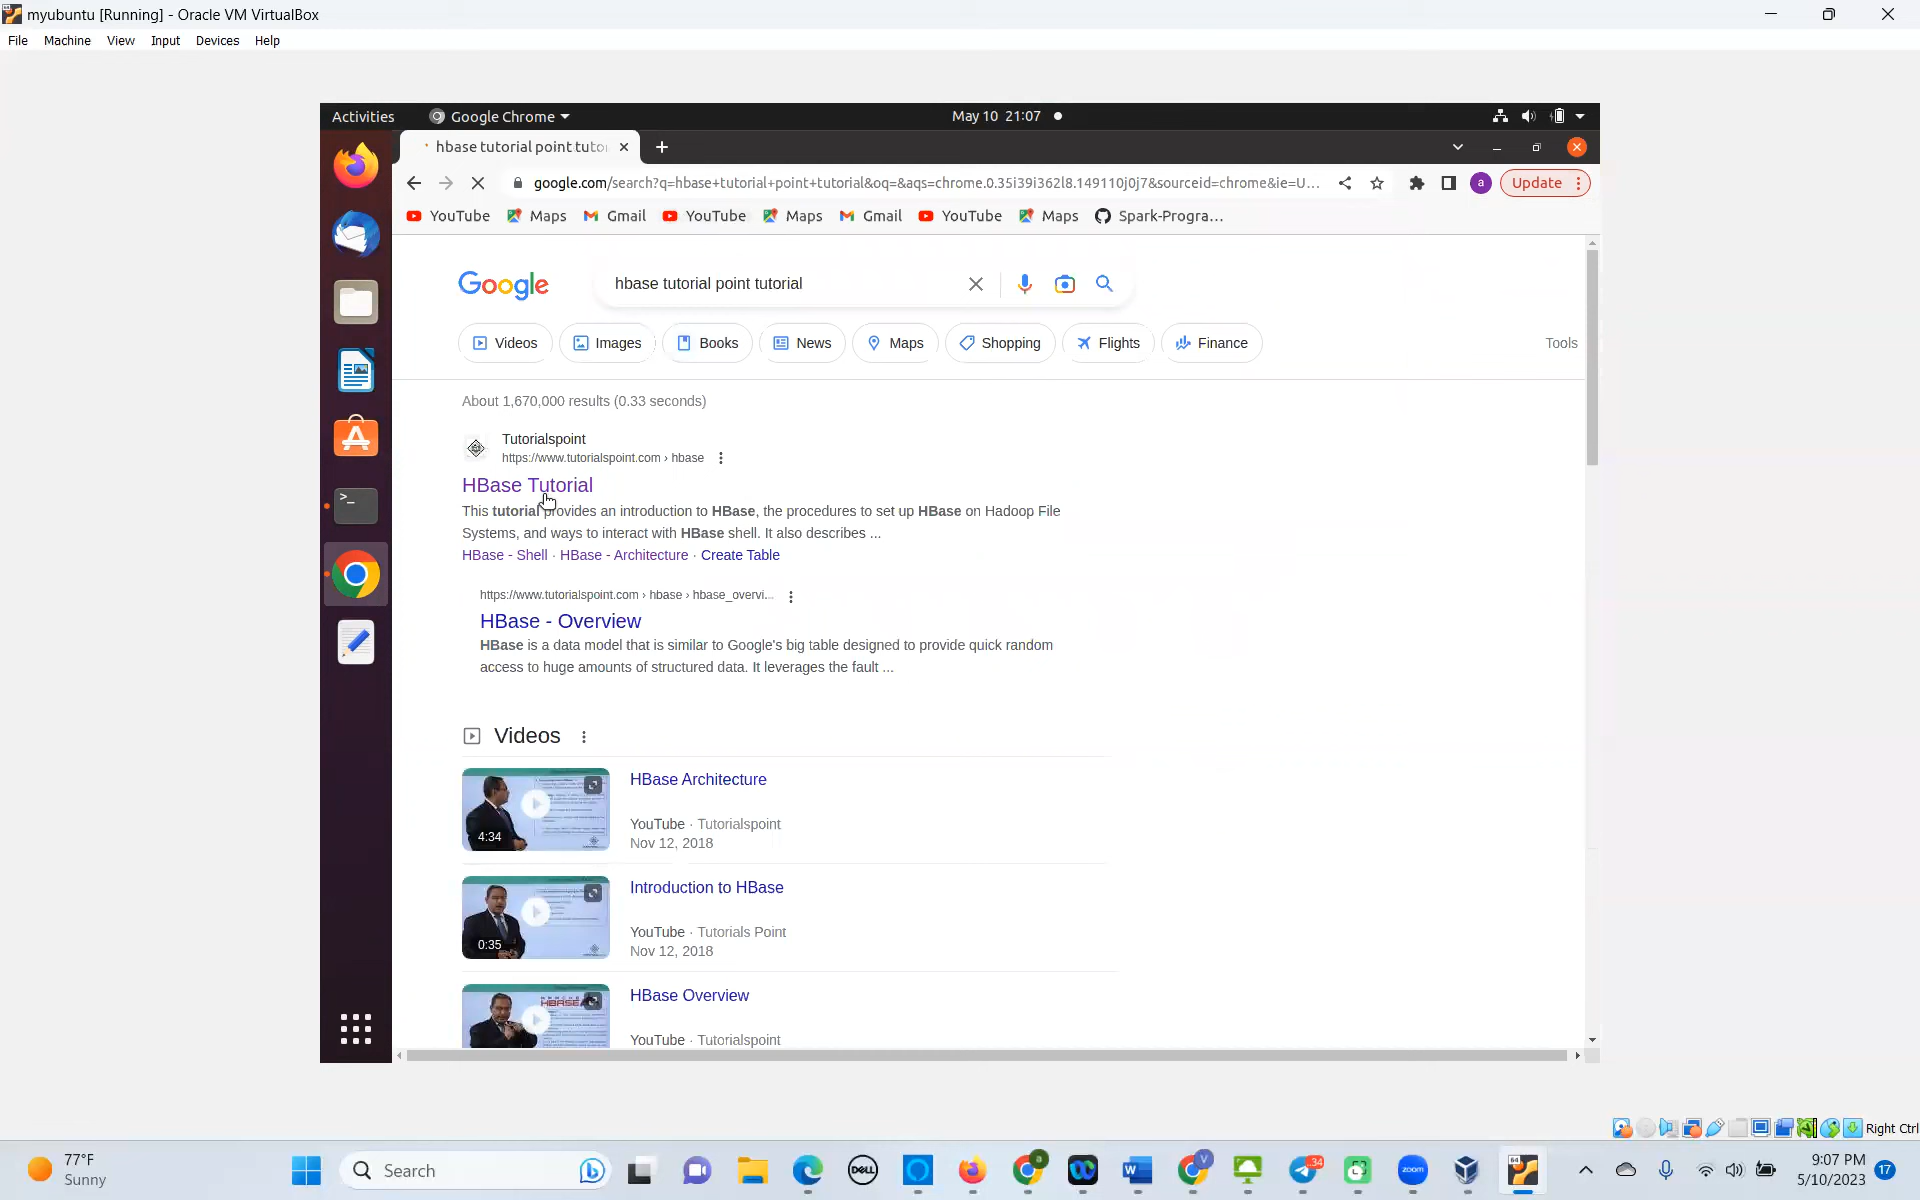 myubuntu [Running] - Oracle VM VirtualBox
File Machine View Input Devices Help
Activities Google Chrome May 10 21:07
hbase tutorial point tuto
google.com/search?q=hbase+tutorial+point+tutorial&oq=&aqs=chrome.0.35i39i362l8.149110j0j7&sourceid=chrome&ie=U... a Update
YouTube Maps Gmail YouTube Maps Gmail YouTube Maps Spark-Progra...
Google hbase tutorial point tutorial
Videos Images Books News Maps Shopping Flights Finance Tools
About 1,670,000 results (0.33 seconds)
Tutorialspoint
https://www.tutorialspoint.com › hbase
HBase Tutorial
This tutorial provides an introduction to HBase, the procedures to set up HBase on Hadoop File
Systems, and ways to interact with HBase shell. It also describes ...
HBase - Shell · HBase - Architecture · Create Table
https://www.tutorialspoint.com › hbase › hbase_overvi...
HBase - Overview
HBase is a data model that is similar to Google's big table designed to provide quick random
access to huge amounts of structured data. It leverages the fault ...
Videos
HBase Architecture
YouTube · Tutorialspoint
4:34
Nov 12, 2018
Introduction to HBase
YouTube · Tutorials Point
0:35
Nov 12, 2018
HBase Overview
HBASE
YouTube · Tutorialspoint
Right Ctrl
77°F
Sunny
Search
DELL
a
W
V
34
zoom
64
9:07 PM
5/10/2023
17